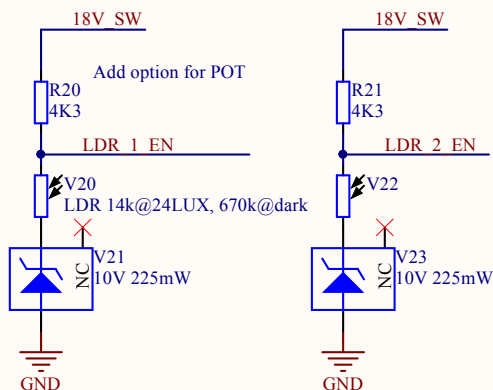 18V_SW
Add option for POT
R20
4K3
LDR_1_EN
V20
LDR 14k@24LUX, 670k@dark
NC
V21
10V 225mW
GND
18V_SW
R21
4K3
LDR_2_EN
V22
NC
V23
10V 225mW
GND